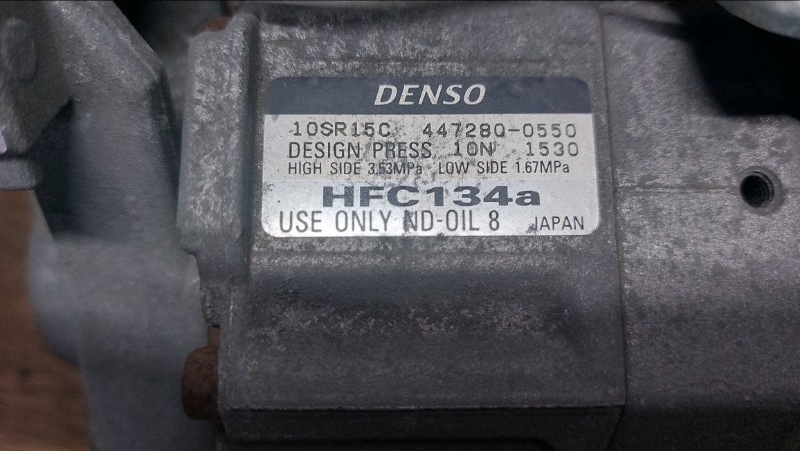 DENSO
10SR15C 447280-0550
DESIGN PRESS 10N 1530
HIGH SIDE 3.53MPa LOW SIDE 1.67MPa
HFC134a
USE ONLY ND-OIL 8 JAPAN